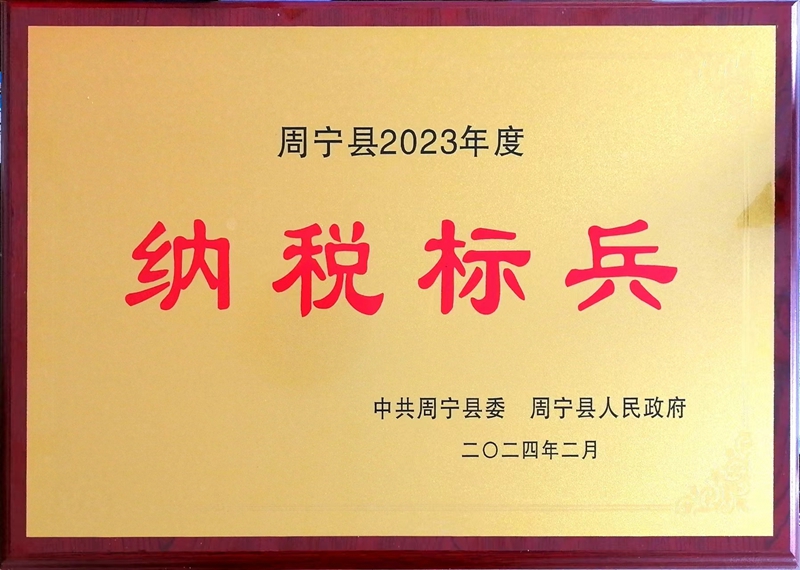 周宁县2023年度
纳税标兵
中共周宁县委 周宁县人民政府
二〇二四年二月